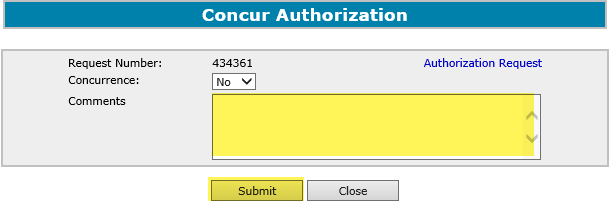 Concur Authorization
Request Number: 434361 Authorization Request
Concurrence: No
Comments
Submit Close